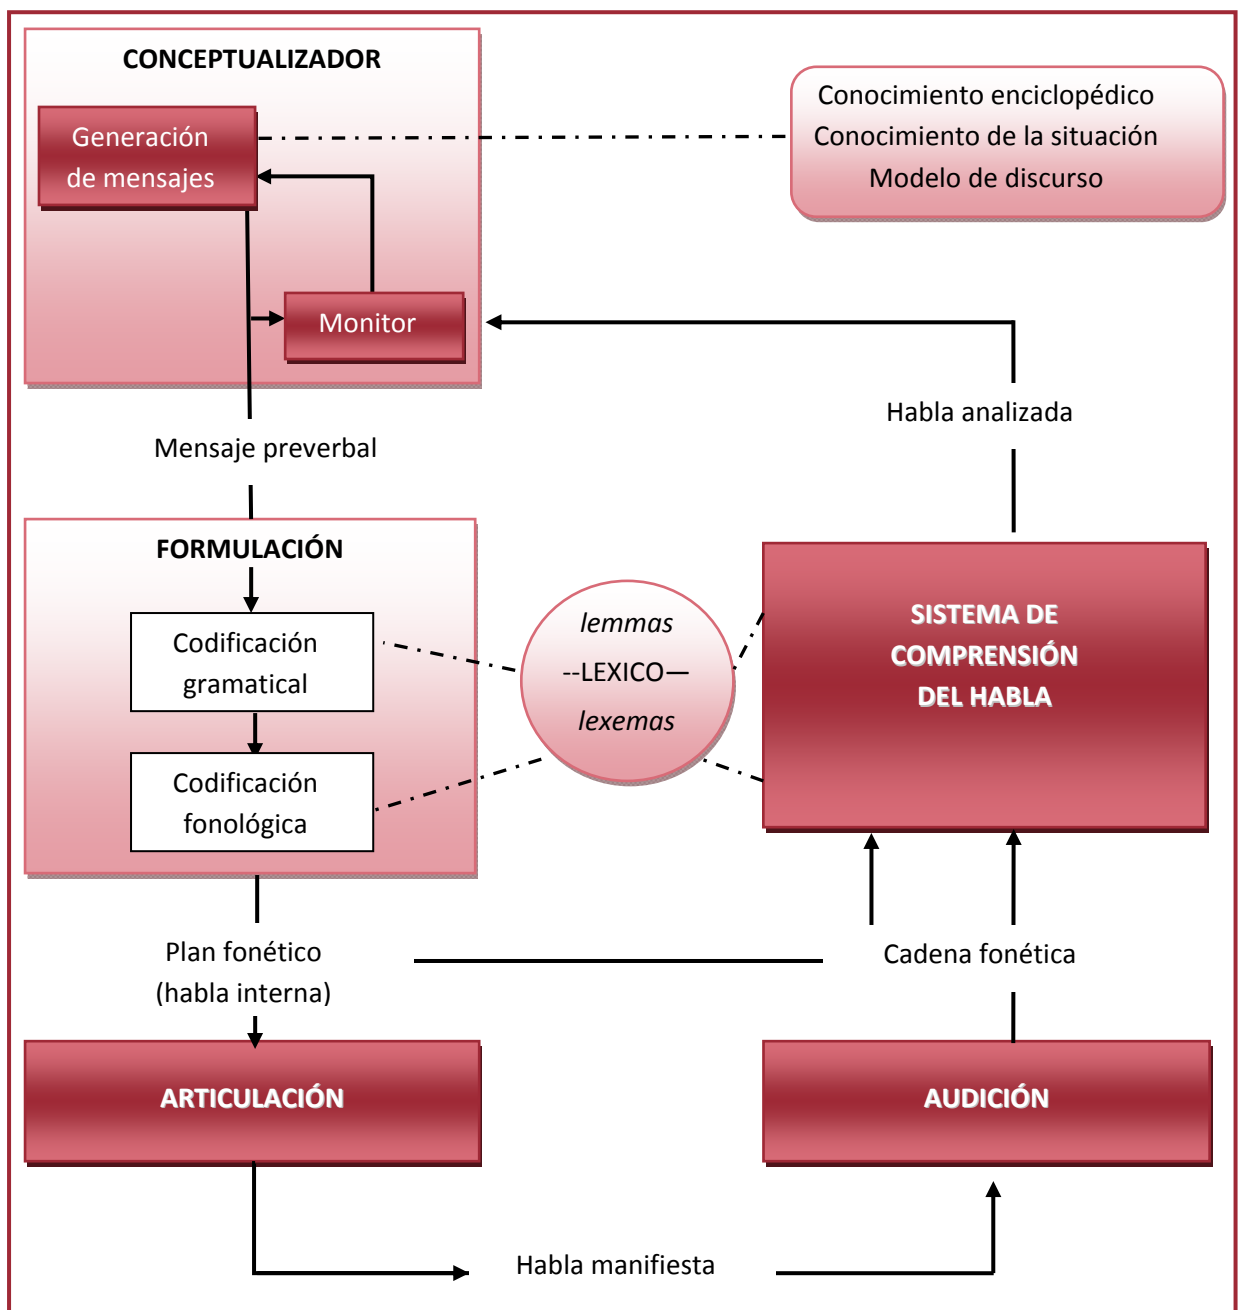 CONCEPTUALIZADOR
Generación
de mensajes
Conocimiento enciclopédico
Conocimiento de la situación
Modelo de discurso
Monitor
Habla analizada
Mensaje preverbal
FORMULACIÓN
Codificación
gramatical
Codificación
fonológica
lemmas
--LEXICO—
lexemas
SISTEMA DE
COMPRENSIÓN
DEL HABLA
Plan fonético
(habla interna)
Cadena fonética
ARTICULACIÓN
AUDICIÓN
Habla manifiesta